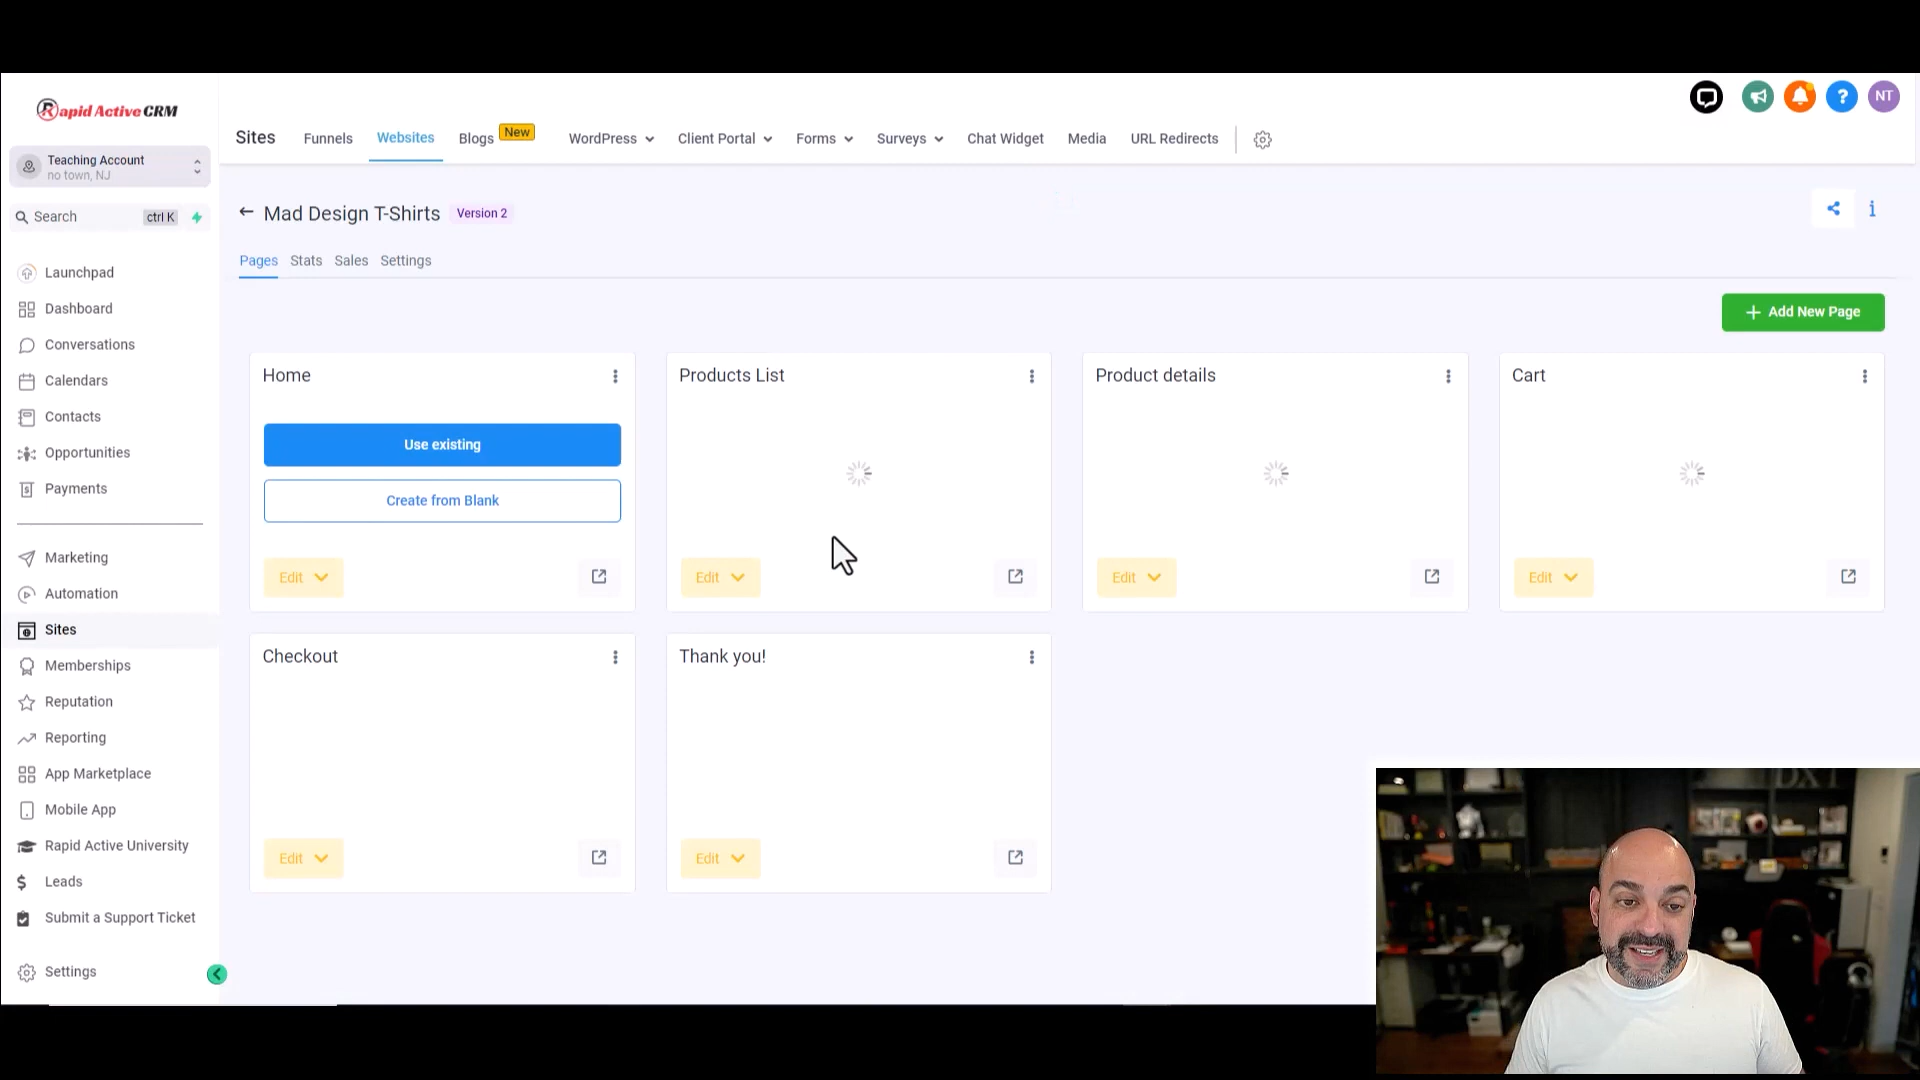 Rapid Active CRM
Teaching Account
no town, NJ
Search ctrl K
Launchpad
Dashboard
Conversations
Calendars
Contacts
Opportunities
Payments
Marketing
Automation
Sites
Memberships
Reputation
Reporting
App Marketplace
Mobile App
Rapid Active University
Leads
Submit a Support Ticket
Settings
Sites Funnels Websites Blogs New WordPress Client Portal Forms Surveys Chat Widget Media URL Redirects
? NT
Mad Design T-Shirts Version 2
Pages Stats Sales Settings
+ Add New Page
Home
Use existing
Create from Blank
Edit
Products List
Edit
Product details
Edit
Cart
Edit
Checkout
Edit
Thank you!
Edit